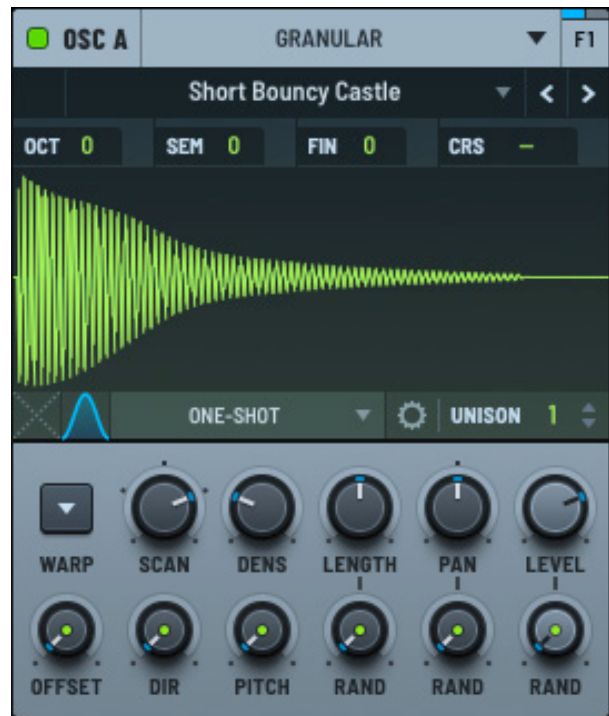 OSC A GRANULAR F1
Short Bouncy Castle
OCT 0 SEM 0 FIN 0 CRS –
ONE-SHOT UNISON 1
WARP SCAN DENS LENGTH PAN LEVEL
OFFSET DIR PITCH RAND RAND RAND